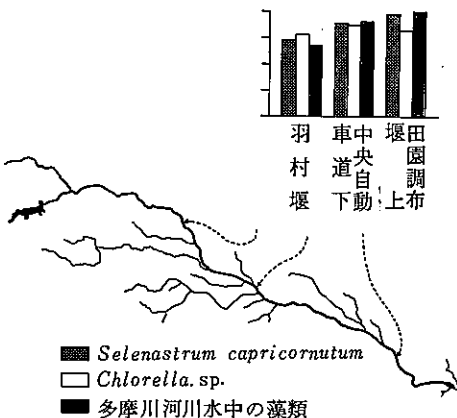 羽村堰
中央自動
車道下
田園調布
堰上
Selenastrum capricornutum
Chlorella. sp.
多摩川河川水中の藻類